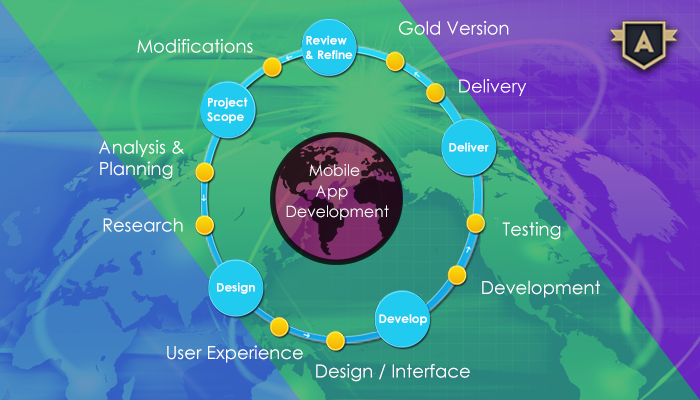 Review
& Refine
Gold Version
Modifications
Delivery
Project
Scope
Deliver
Analysis &
Planning
Mobile
App
Development
Research
Testing
Design
Development
Develop
User Experience
Design / Interface
A